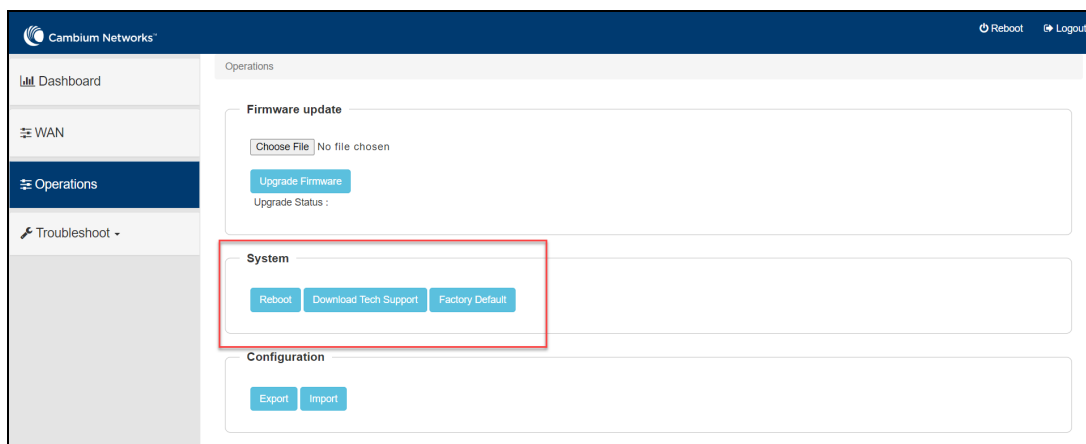 Cambium Networks™
Reboot
Logout
Dashboard
WAN
Operations
Troubleshoot
Operations
Firmware update
Choose File No file chosen
Upgrade Firmware
Upgrade Status :
System
Reboot Download Tech Support Factory Default
Configuration
Export Import